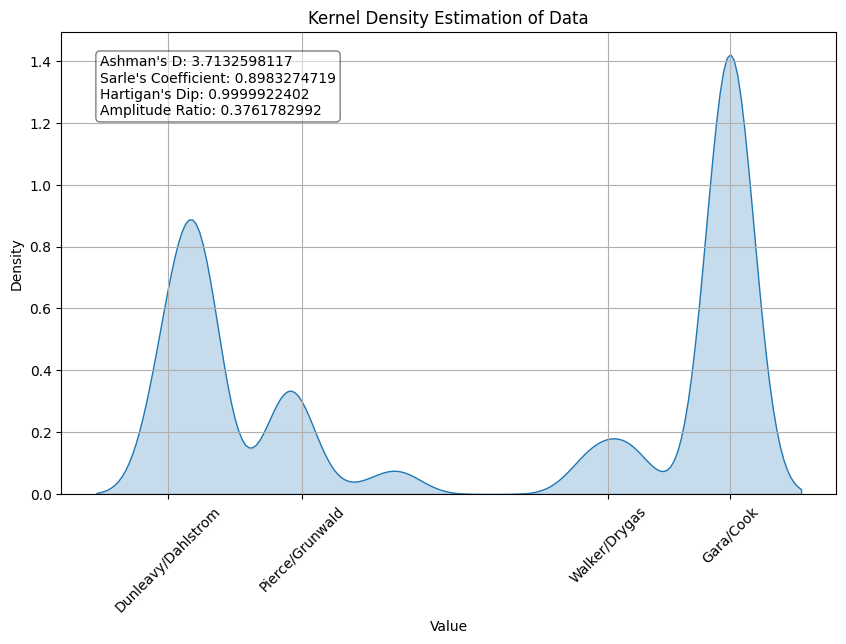 Kernel Density Estimation of Data
Ashman's D: 3.7132598117
Sarle's Coefficient: 0.8983274719
Hartigan's Dip: 0.9999922402
Amplitude Ratio: 0.3761782992
Density
1.4
1.2
1.0
0.8
0.6
0.4
0.2
0.0
Dunleavy/Dahlstrom
Pierce/Grunwald
Walker/Drygas
Gara/Cook
Value